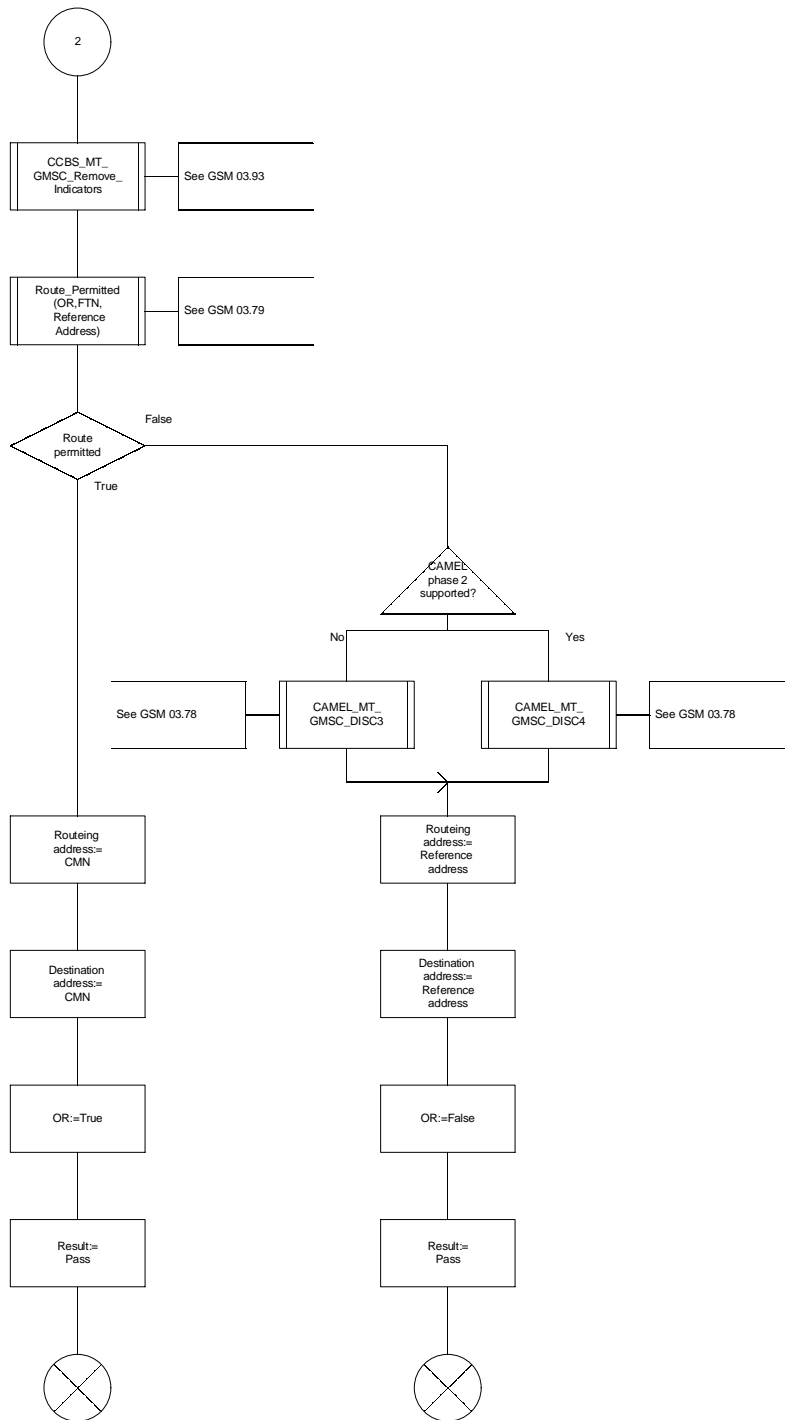 2
CCBS_MT_
GMSC_Remove_
Indicators
See GSM 03.93
Route_Permitted
(OR,FTN,
Reference
Address)
See GSM 03.79
False
Route
permitted
True
CAMEL
phase 2
supported?
No
Yes
See GSM 03.78
CAMEL_MT_
GMSC_DISC3
CAMEL_MT_
GMSC_DISC4
See GSM 03.78
Routeing
address:=
CMN
Routeing
address:=
Reference
address
Destination
address:=
CMN
Destination
address:=
Reference
address
OR:=True
OR:=False
Result:=
Pass
Result:=
Pass